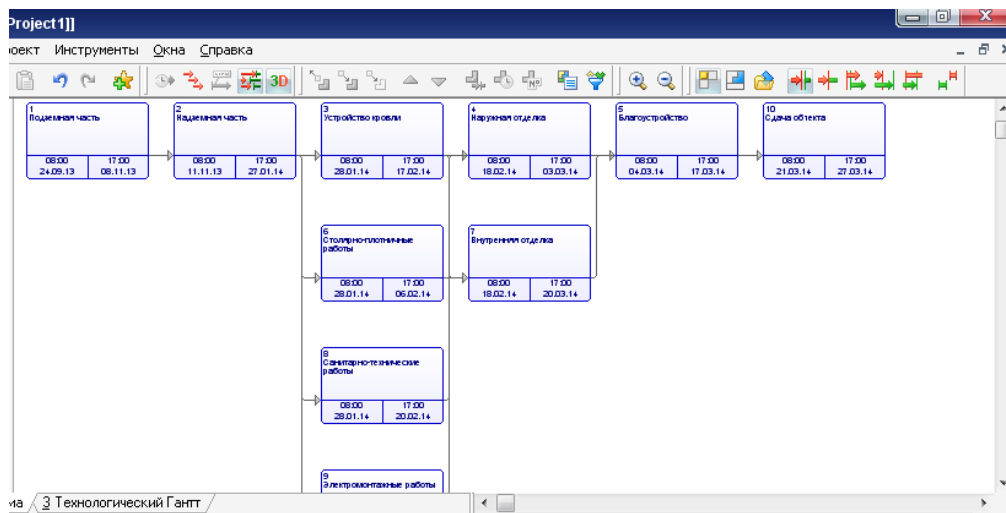 Project1]]
роект Инструменты Окна Справка
3D
1
Подземная часть
08:00 17:00
24.09.13 08.11.13
2
Надземная часть
08:00 17:00
11.11.13 27.01.14
3
Устройство кровли
08:00 17:00
28.01.14 17.02.14
4
Наружная отделка
08:00 17:00
18.02.14 03.03.14
5
Благоустройство
08:00 17:00
04.03.14 17.03.14
10
Сдача объекта
08:00 17:00
21.03.14 27.03.14
6
Столярно-плотничные
работы
08:00 17:00
28.01.14 06.02.14
7
Внутренняя отделка
08:00 17:00
18.02.14 20.03.14
8
Санитарно-технические
работы
08:00 17:00
28.01.14 20.02.14
9
Электромонтажные работы
ма 3 Технологический Гантт